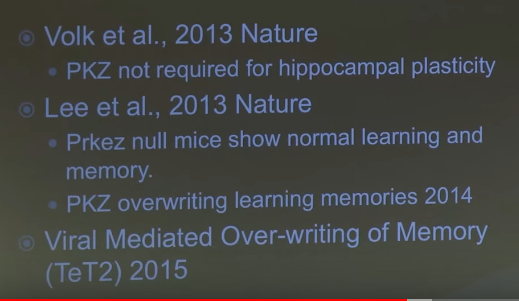 Volk et al., 2013 Nature
PKZ not required for hippocampal plasticity
Lee et al., 2013 Nature
Prkez null mice show normal learning and
memory.
PKZ overwriting learning memories 2014
Viral Mediated Over-writing of Memory
(TeT2) 2015